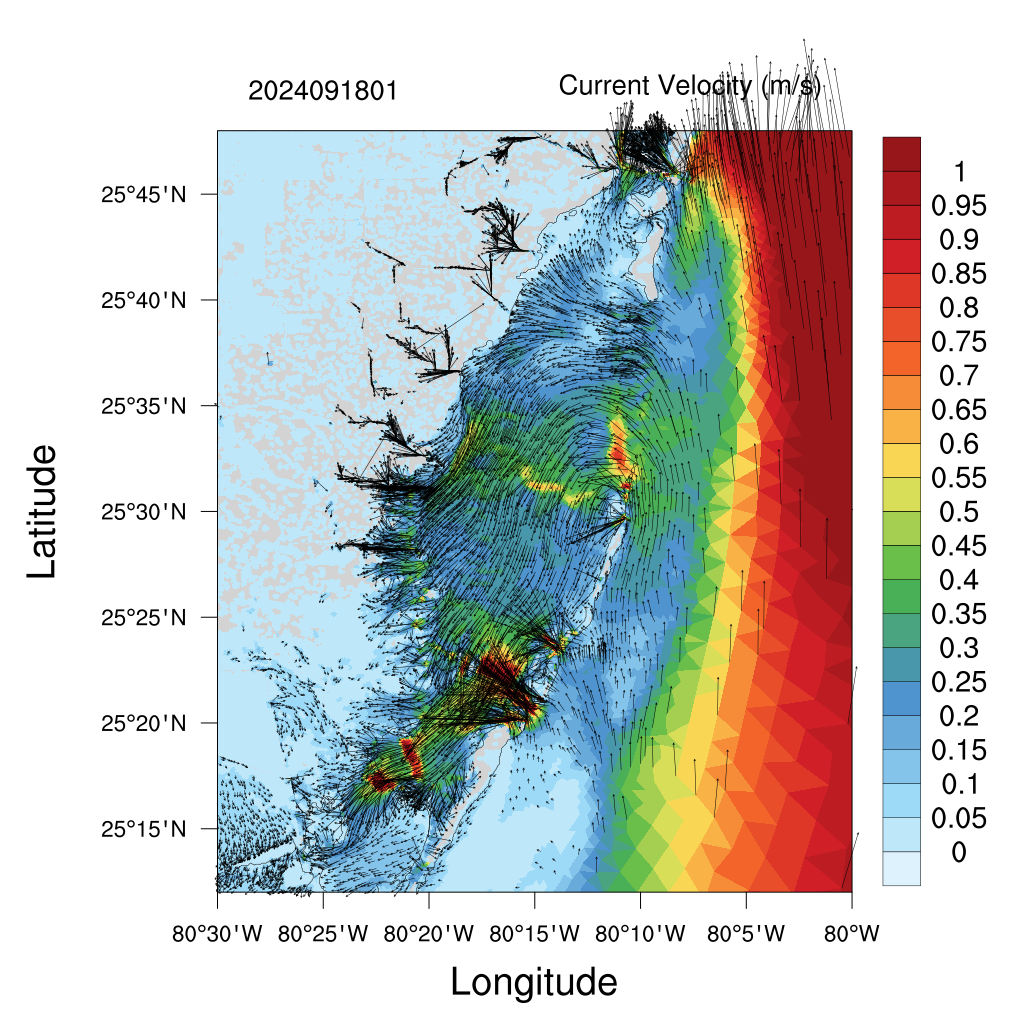 2024091801
Current Velocity (m/s)
25°45'N
25°40'N
25°35'N
25°30'N
25°25'N
25°20'N
25°15'N
Latitude
80°30'W 80°25'W 80°20'W 80°15'W 80°10'W 80°5'W 80°W
Longitude
1
0.95
0.9
0.85
0.8
0.75
0.7
0.65
0.6
0.55
0.5
0.45
0.4
0.35
0.3
0.25
0.2
0.15
0.1
0.05
0